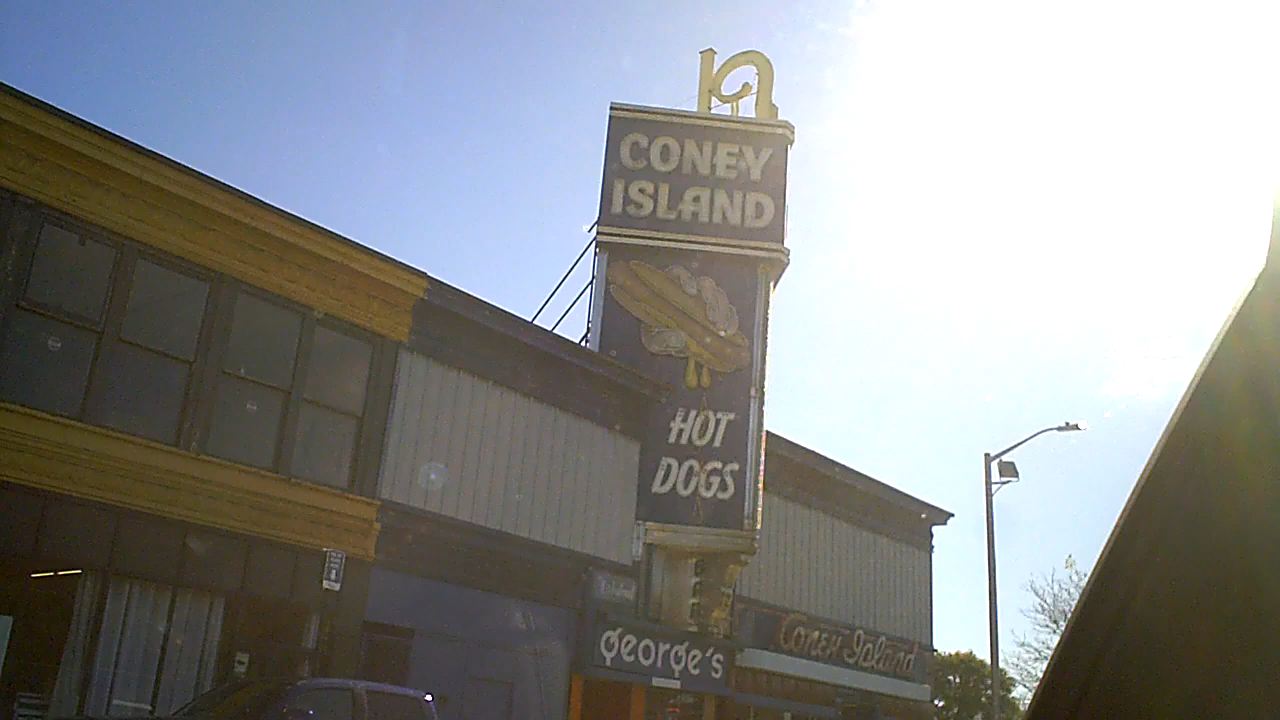 CONEY
ISLAND
HOT
DOGS
george's
Coney Island